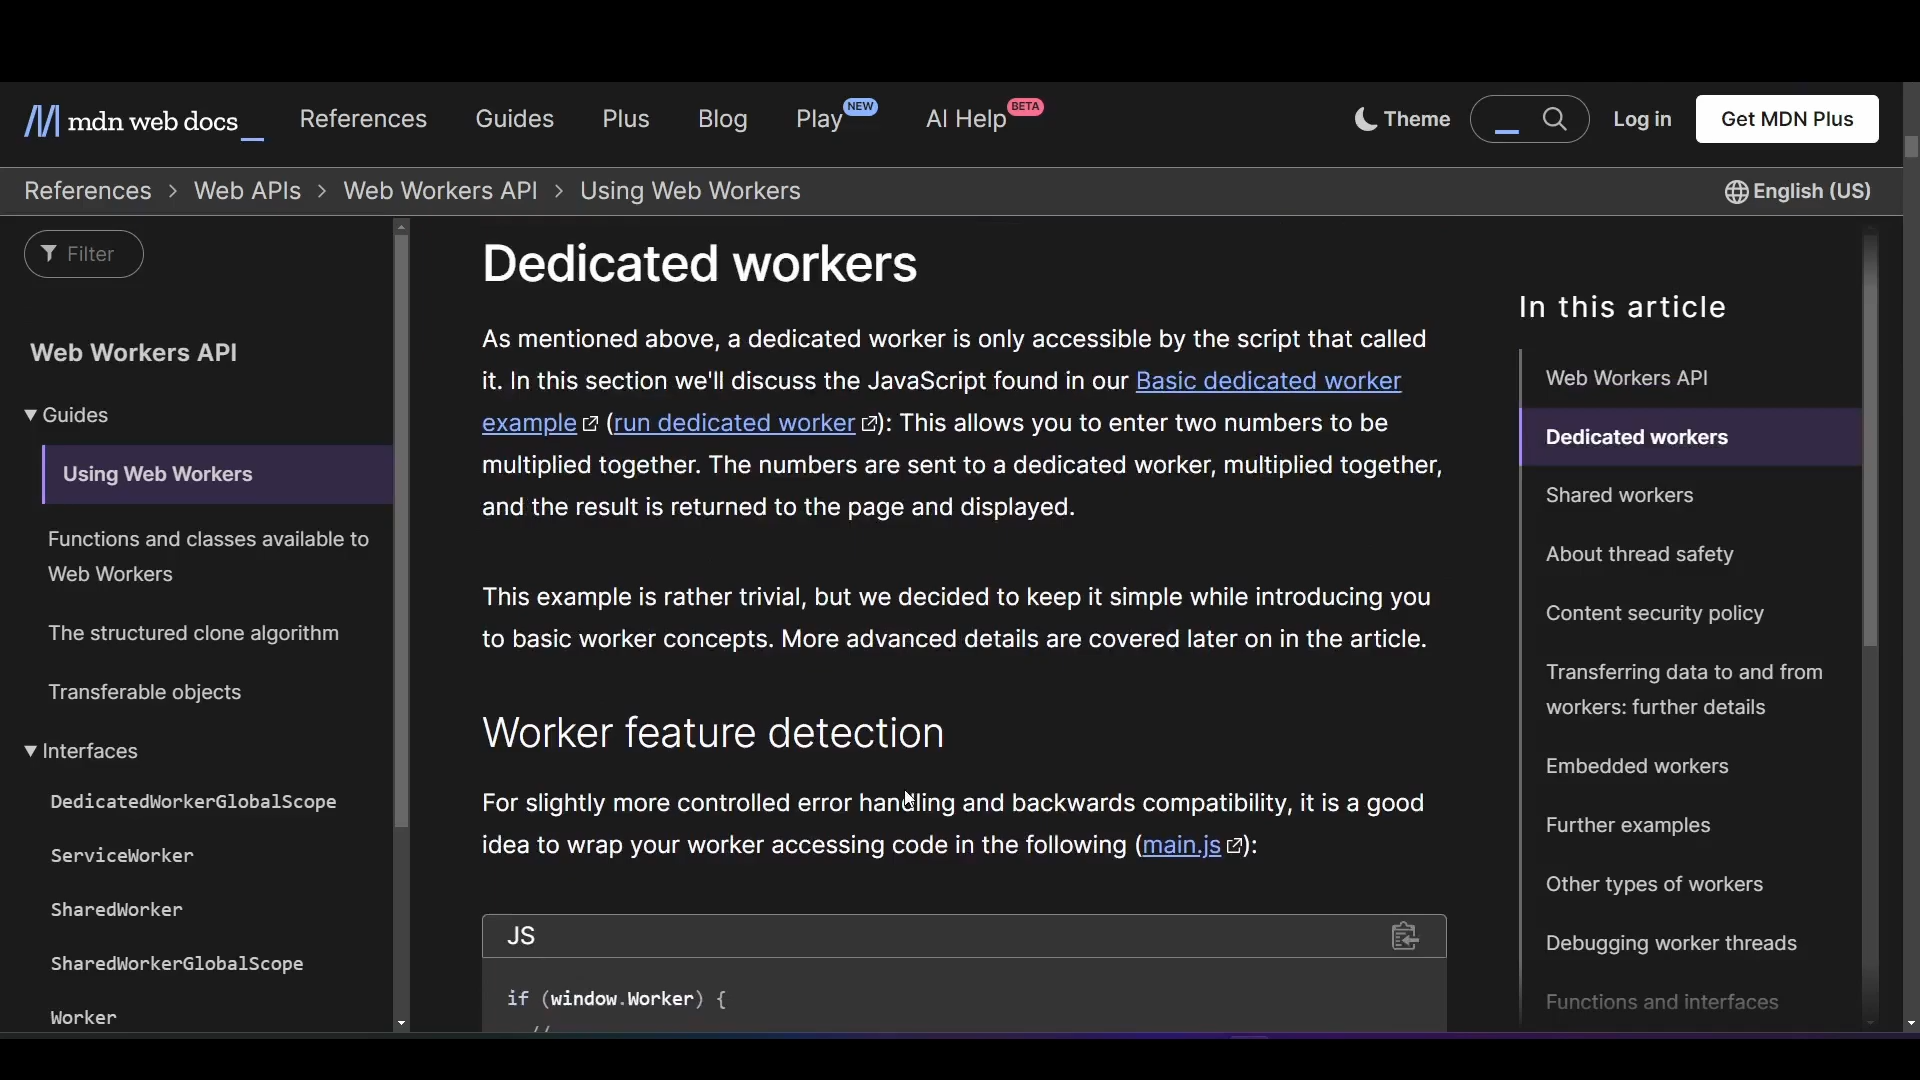 mdn web docs_
References
Guides
Plus
Blog
Play
NEW
AI Help
BETA
Theme
_
Log in
Get MDN Plus
References > Web APIs > Web Workers API > Using Web Workers
English (US)
Filter
Web Workers API
▼ Guides
Using Web Workers
Functions and classes available to
Web Workers
The structured clone algorithm
Transferable objects
▼ Interfaces
DedicatedWorkerGlobalScope
ServiceWorker
SharedWorker
SharedWorkerGlobalScope
Worker
Dedicated workers
As mentioned above, a dedicated worker is only accessible by the script that called
it. In this section we'll discuss the JavaScript found in our Basic dedicated worker
example (run dedicated worker): This allows you to enter two numbers to be
multiplied together. The numbers are sent to a dedicated worker, multiplied together,
and the result is returned to the page and displayed.
This example is rather trivial, but we decided to keep it simple while introducing you
to basic worker concepts. More advanced details are covered later on in the article.
Worker feature detection
For slightly more controlled error handling and backwards compatibility, it is a good
idea to wrap your worker accessing code in the following (main.js):
JS
if (window.Worker) {
//
In this article
Web Workers API
Dedicated workers
Shared workers
About thread safety
Content security policy
Transferring data to and from
workers: further details
Embedded workers
Further examples
Other types of workers
Debugging worker threads
Functions and interfaces